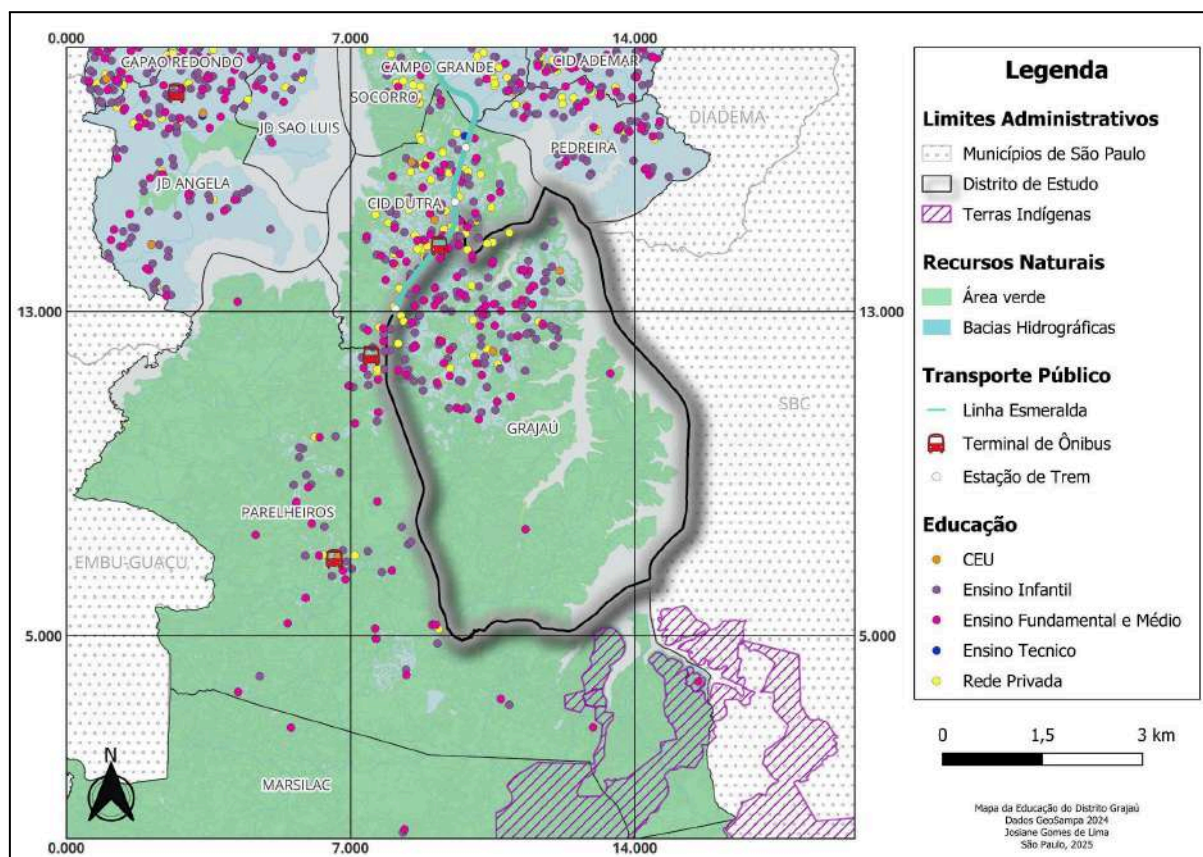 0.000 7.000 14.000
CAPAO REDONDO
CAMPO GRANDE
CID ADEMAR
SOCORRO
DIADEMA
JD SAO LUIS
PEDREIRA
JD ANGELA
CID DUTRA
13.000 13.000
SBC
GRAJAÚ
PARELHEIROS
EMBU-GUAÇU
5.000 5.000
MARSILAC
N
0.000 7.000 14.000
Legenda
Limites Administrativos
Municípios de São Paulo
Distrito de Estudo
Terras Indígenas
Recursos Naturais
Área verde
Bacias Hidrográficas
Transporte Público
Linha Esmeralda
Terminal de Ônibus
Estação de Trem
Educação
CEU
Ensino Infantil
Ensino Fundamental e Médio
Ensino Tecnico
Rede Privada
0 1,5 3 km
Mapa da Educação do Distrito Grajaú
Dados GeoSampa 2024
Josiane Gomes de Lima
São Paulo, 2025